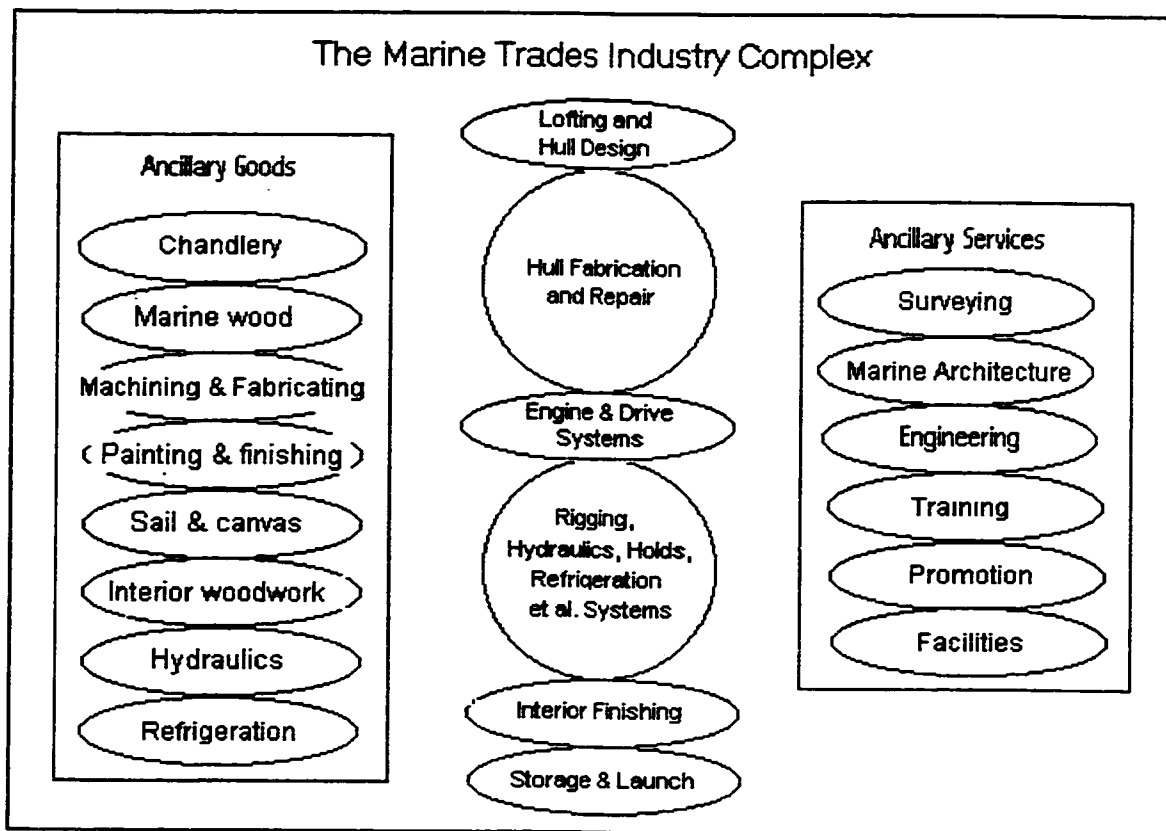 The Marine Trades Industry Complex
Ancillary Goods
Chandlery
Marine wood
Machining & Fabricating
( Painting & finishing )
Sail & canvas
Interior woodwork
Hydraulics
Refrigeration
Lofting and
Hull Design
Hull Fabrication
and Repair
Engine & Drive
Systems
Rigging,
Hydraulics, Holds,
Refrigeration
et al. Systems
Interior Finishing
Storage & Launch
Ancillary Services
Surveying
Marine Architecture
Engineering
Training
Promotion
Facilities